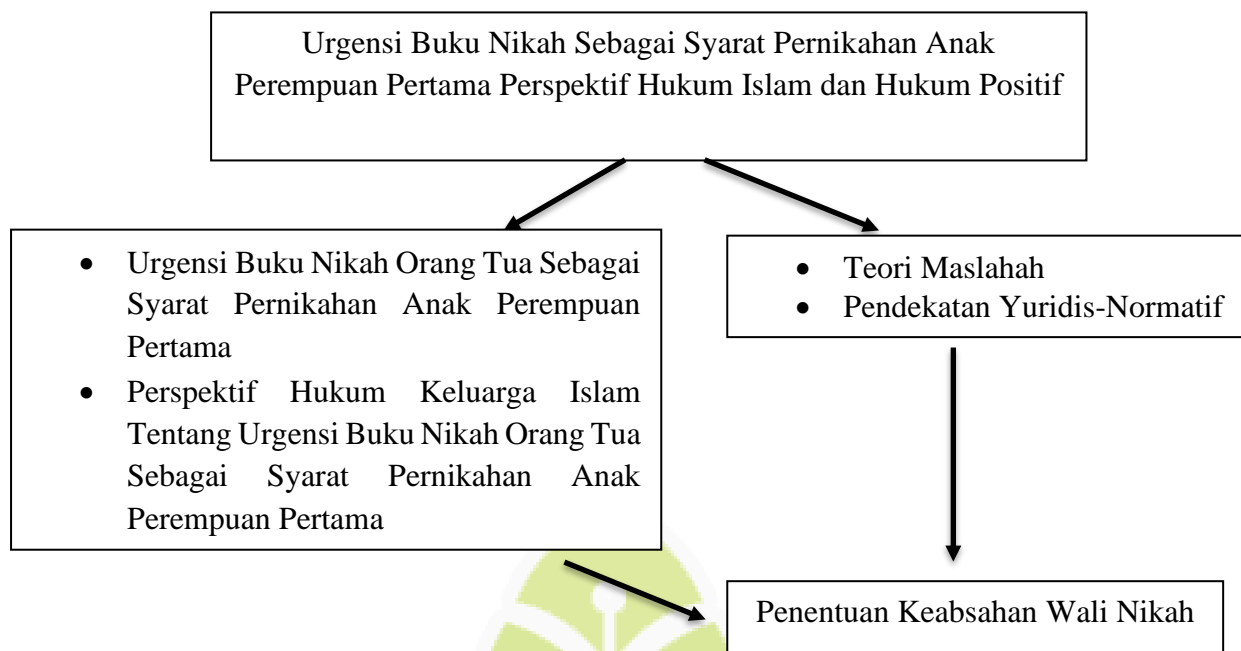 Urgensi Buku Nikah Sebagai Syarat Pernikahan Anak
Perempuan Pertama Perspektif Hukum Islam dan Hukum Positif
• Urgensi Buku Nikah Orang Tua Sebagai
Syarat Pernikahan Anak Perempuan
Pertama
• Perspektif Hukum Keluarga Islam
Tentang Urgensi Buku Nikah Orang Tua
Sebagai Syarat Pernikahan Anak
Perempuan Pertama
• Teori Maslahah
• Pendekatan Yuridis-Normatif
Penentuan Keabsahan Wali Nikah